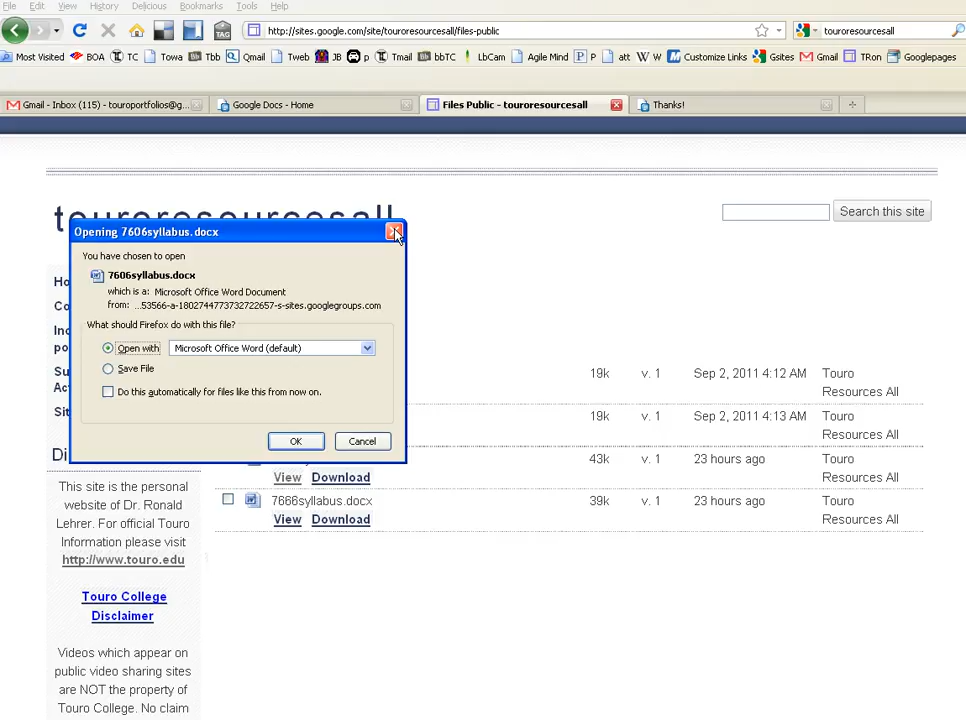 File Edit View History Delicious Bookmarks Tools Help
http://sites.google.com/site/touroresourcesall/files-public
touroresourcesall
Most Visited BOA TC Towa Tbb Qmail Tweb JB p Tmail bbTC LbCam Agile Mind P att W Customize Links Gsites Gmail TRon Googlepages
Gmail - Inbox (115) - touroportfolios@g...
Google Docs - Home
Files Public - touroresourcesall
Thanks!
touroresourcesall
Search this site
Opening 7606syllabus.docx
You have chosen to open
7606syllabus.docx
which is a: Microsoft Office Word Document
from: ...53566-a-1802744773732722657-s-sites.googlegroups.com
What should Firefox do with this file?
Open with Microsoft Office Word (default)
Save File
Do this automatically for files like this from now on.
OK Cancel
Ho
Co
Inc
po
Su
Ac
Sit
Di
19k v. 1 Sep 2, 2011 4:12 AM Touro
Resources All
19k v. 1 Sep 2, 2011 4:13 AM Touro
Resources All
43k v. 1 23 hours ago Touro
View Download Resources All
7666syllabus.docx 39k v. 1 23 hours ago Touro
View Download Resources All
This site is the personal
website of Dr. Ronald
Lehrer. For official Touro
Information please visit
http://www.touro.edu
Touro College
Disclaimer
Videos which appear on
public video sharing sites
are NOT the property of
Touro College. No claim